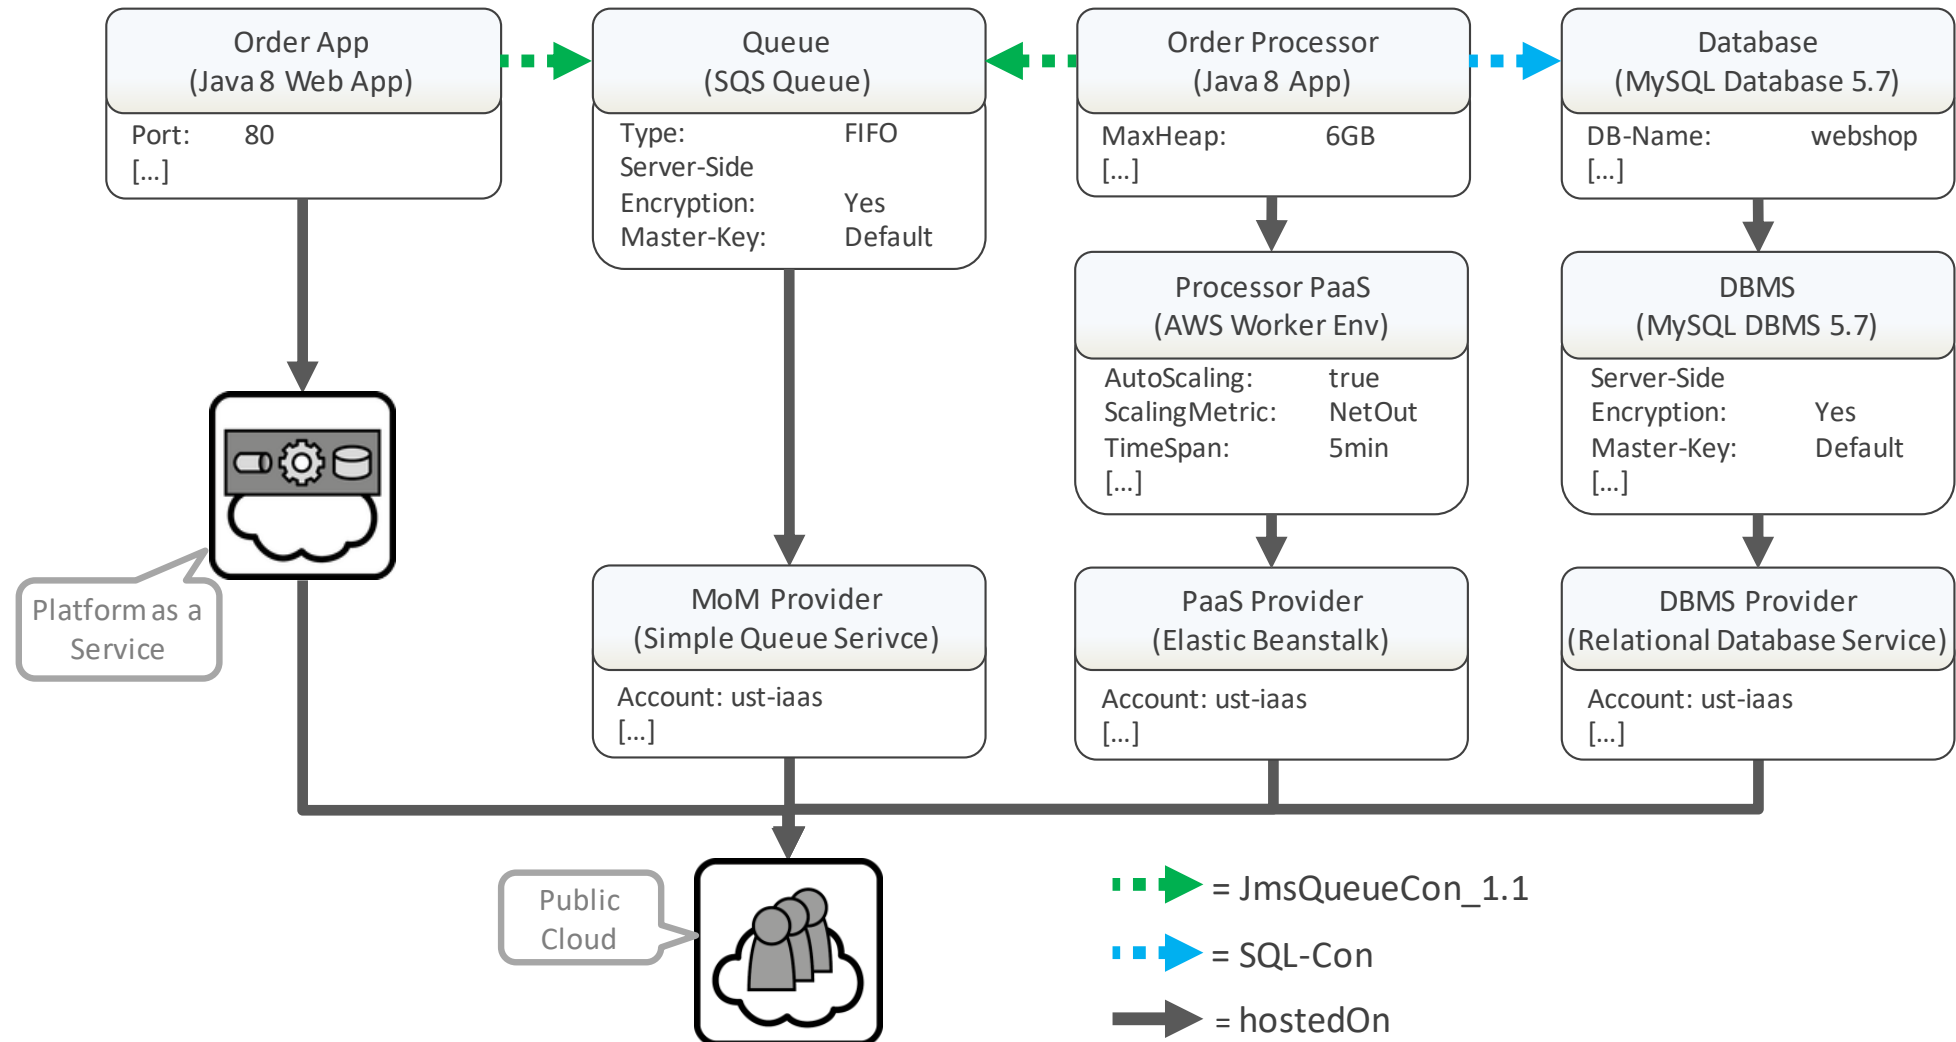 Order App
(Java 8 Web App)
Port: 80
[...]
Queue
(SQS Queue)
Type: FIFO
Server-Side
Encryption: Yes
Master-Key: Default
Order Processor
(Java 8 App)
MaxHeap: 6GB
[...]
Database
(MySQL Database 5.7)
DB-Name: webshop
[...]
Processor PaaS
(AWS Worker Env)
AutoScaling: true
ScalingMetric: NetOut
TimeSpan: 5min
[...]
DBMS
(MySQL DBMS 5.7)
Server-Side
Encryption: Yes
Master-Key: Default
[...]
Platform as a
Service
MoM Provider
(Simple Queue Serivce)
Account: ust-iaas
[...]
PaaS Provider
(Elastic Beanstalk)
Account: ust-iaas
[...]
DBMS Provider
(Relational Database Service)
Account: ust-iaas
[...]
Public
Cloud
= JmsQueueCon_1.1
= SQL-Con
= hostedOn